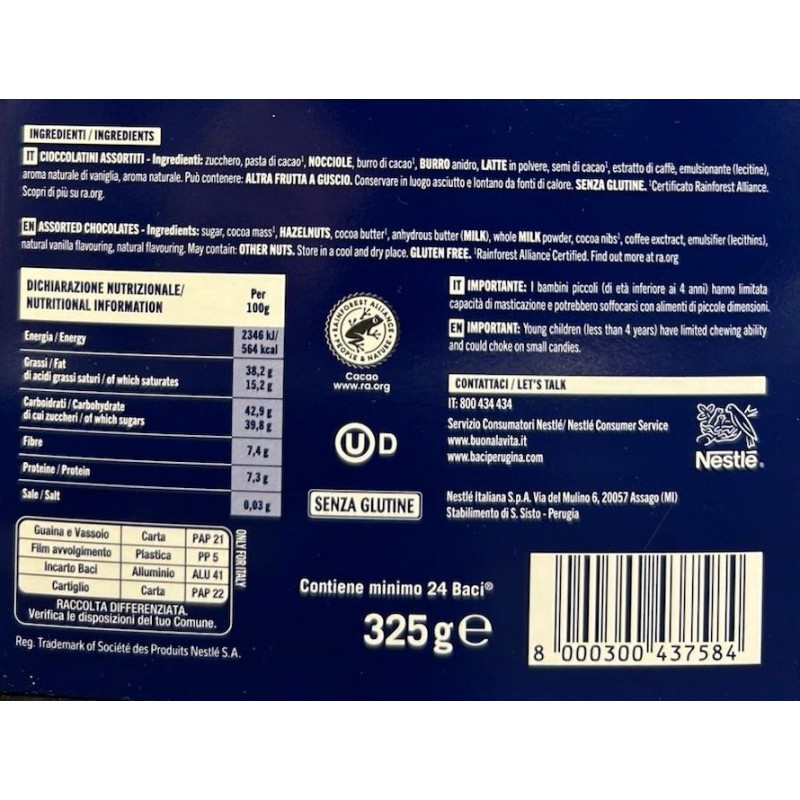 INGREDIENTI / INGREDIENTS
IT CIOCCOLATINI ASSORTITI - Ingredienti: zucchero, pasta di cacao¹, NOCCIOLE, burro di cacao¹, BURRO anidro, LATTE in polvere, semi di cacao¹, estratto di caffè, emulsionante (lecitine),
aroma naturale di vaniglia, aroma naturale. Può contenere: ALTRA FRUTTA A GUSCIO. Conservare in luogo asciutto e lontano da fonti di calore. SENZA GLUTINE. ¹Certificato Rainforest Alliance.
Scopri di più su ra.org.
EN ASSORTED CHOCOLATES - Ingredients: sugar, cocoa mass¹, HAZELNUTS, cocoa butter¹, anhydrous butter (MILK), whole MILK powder, cocoa nibs¹, coffee exctract, emulsifier (lecithins),
natural vanilla flavouring, natural flavouring. May contain: OTHER NUTS. Store in a cool and dry place. GLUTEN FREE. ¹Rainforest Alliance Certified. Find out more at ra.org
DICHIARAZIONE NUTRIZIONALE/
NUTRITIONAL INFORMATION
Per
100g
Energia / Energy
2346 kJ/
564 kcal
Grassi / Fat
38,2 g
di acidi grassi saturi / of which saturates
15,2 g
Carboidrati / Carbohydrate
42,9 g
di cui zuccheri / of which sugars
39,8 g
Fibre
7,4 g
Proteine / Protein
7,3 g
Sale / Salt
0,03 g
RAINFOREST ALLIANCE
PEOPLE & NATURE
Cacao
www.ra.org
U D
SENZA GLUTINE
IT IMPORTANTE: I bambini piccoli (di età inferiore ai 4 anni) hanno limitata
capacità di masticazione e potrebbero soffocarsi con alimenti di piccole dimensioni.
EN IMPORTANT: Young children (less than 4 years) have limited chewing ability
and could choke on small candies.
CONTATTACI / LET'S TALK
IT: 800 434 434
Servizio Consumatori Nestlé/ Nestlé Consumer Service
www.buonalavita.it
www.baciperugina.com
Nestlé®
Nestlé Italiana S.p.A. Via del Mulino 6, 20057 Assago (MI)
Stabilimento di S. Sisto - Perugia
Guaina e Vassoio Carta PAP 21
Film avvolgimento Plastica PP 5
Incarto Baci Alluminio ALU 41
Cartiglio Carta PAP 22
RACCOLTA DIFFERENZIATA.
Verifica le disposizioni del tuo Comune.
ONLY FOR ITALY
Reg. Trademark of Société des Produits Nestlé S.A.
Contiene minimo 24 Baci®
325 g e
8 000300 437584